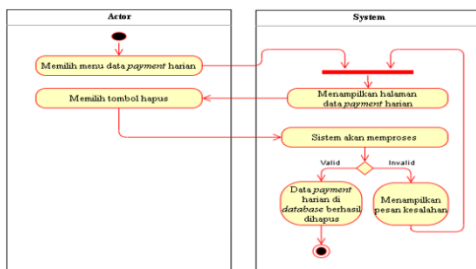 Actor
System
Memilih menu data payment harian
Menampilkan halaman
data payment harian
Memilih tombol hapus
Sistem akan memproses
Valid
Invalid
Data payment
harian di
database berhasil
dihapus
Menampilkan
pesan kesalahan